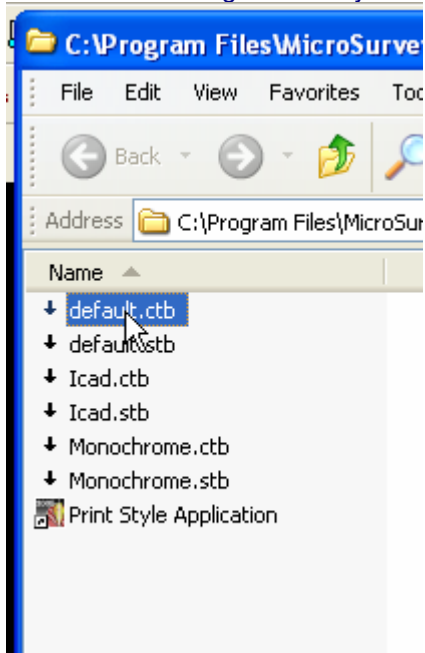 C:\Program Files\MicroSurve
File Edit View Favorites Too
Back
Address C:\Program Files\MicroSur
Name
default.ctb
default.stb
Icad.ctb
Icad.stb
Monochrome.ctb
Monochrome.stb
Print Style Application